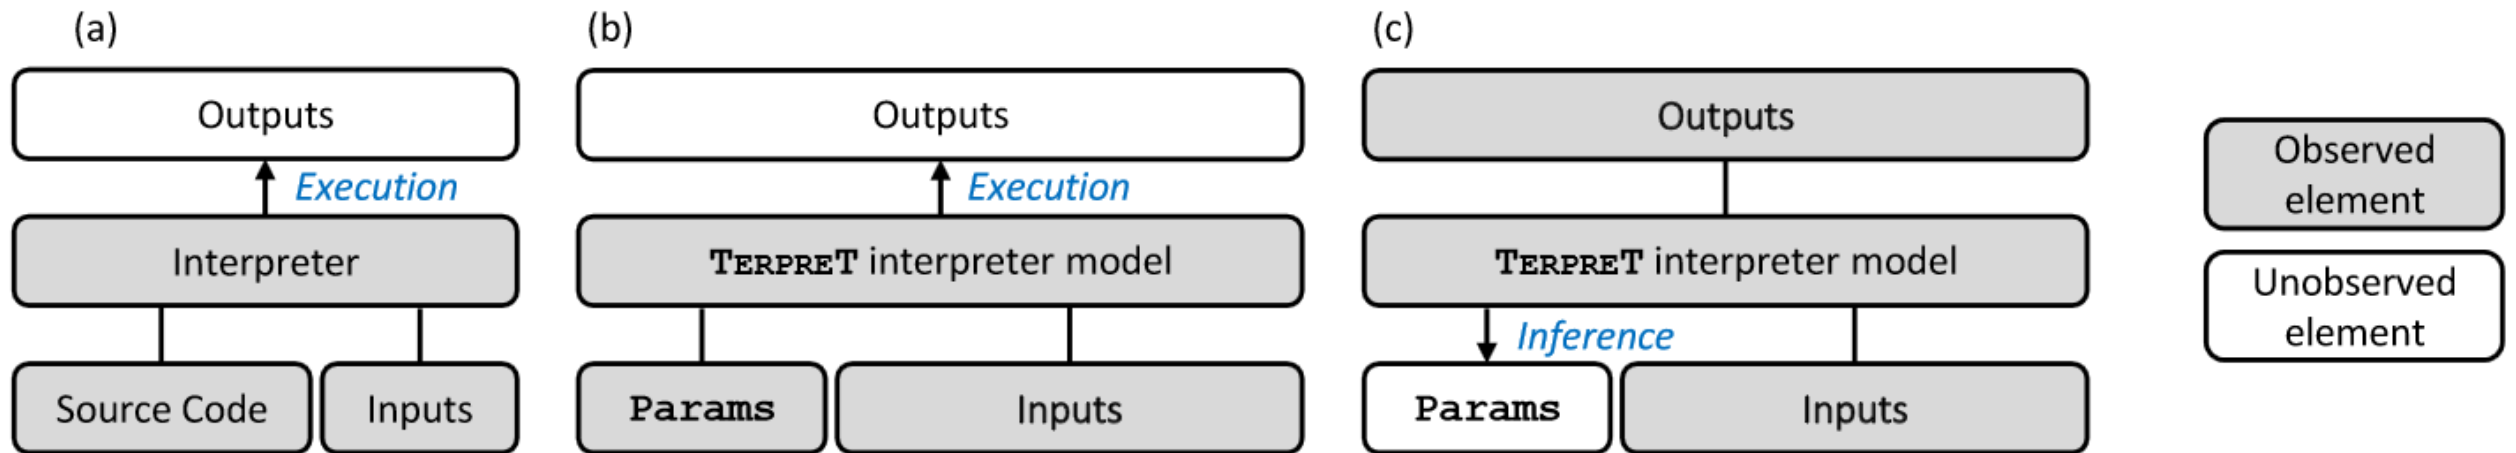 (a)
Outputs
Execution
Interpreter
Source Code
Inputs
(b)
Outputs
Execution
TERPRET interpreter model
Params
Inputs
(c)
Outputs
TERPRET interpreter model
Inference
Params
Inputs
Observed
element
Unobserved
element